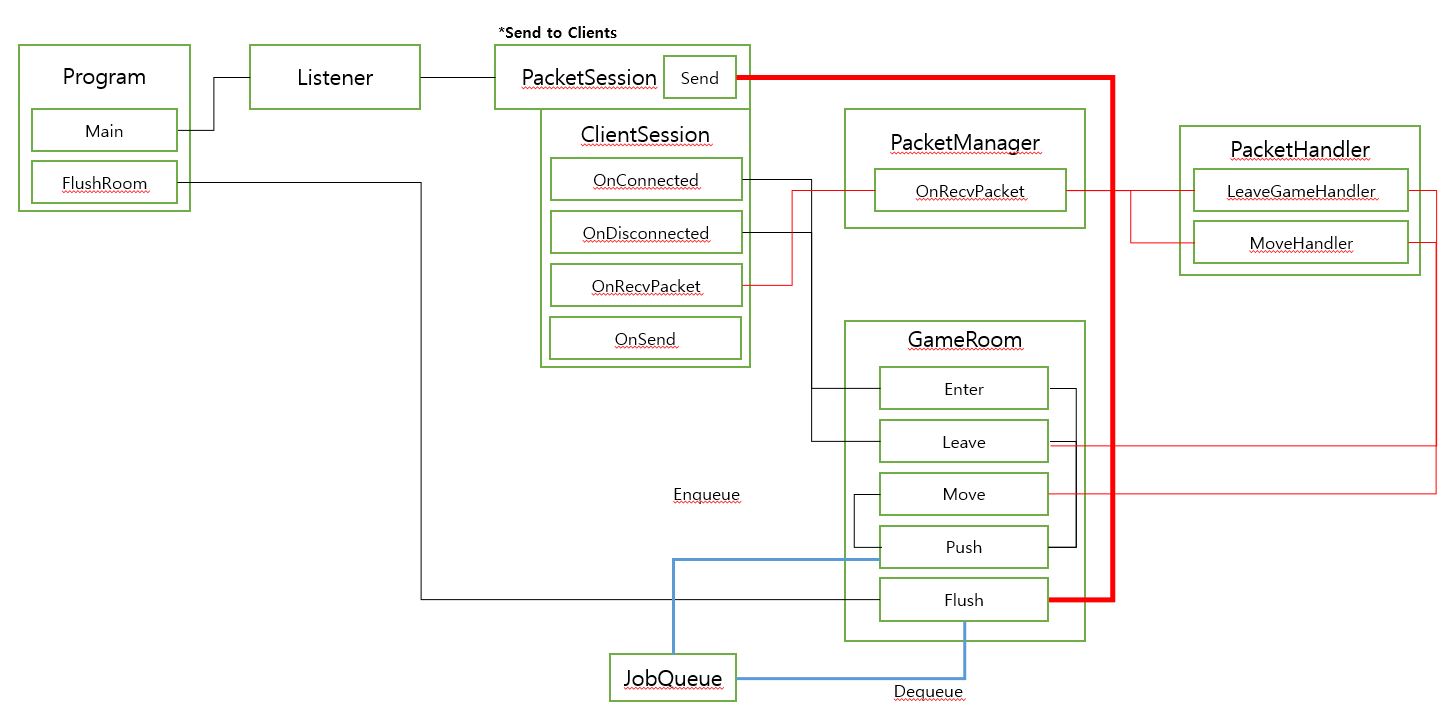 *Send to Clients
Program
Main
FlushRoom
Listener
PacketSession
Send
ClientSession
OnConnected
OnDisconnected
OnRecvPacket
OnSend
PacketManager
OnRecvPacket
PacketHandler
LeaveGameHandler
MoveHandler
GameRoom
Enter
Leave
Move
Push
Flush
Enqueue
JobQueue
Dequeue